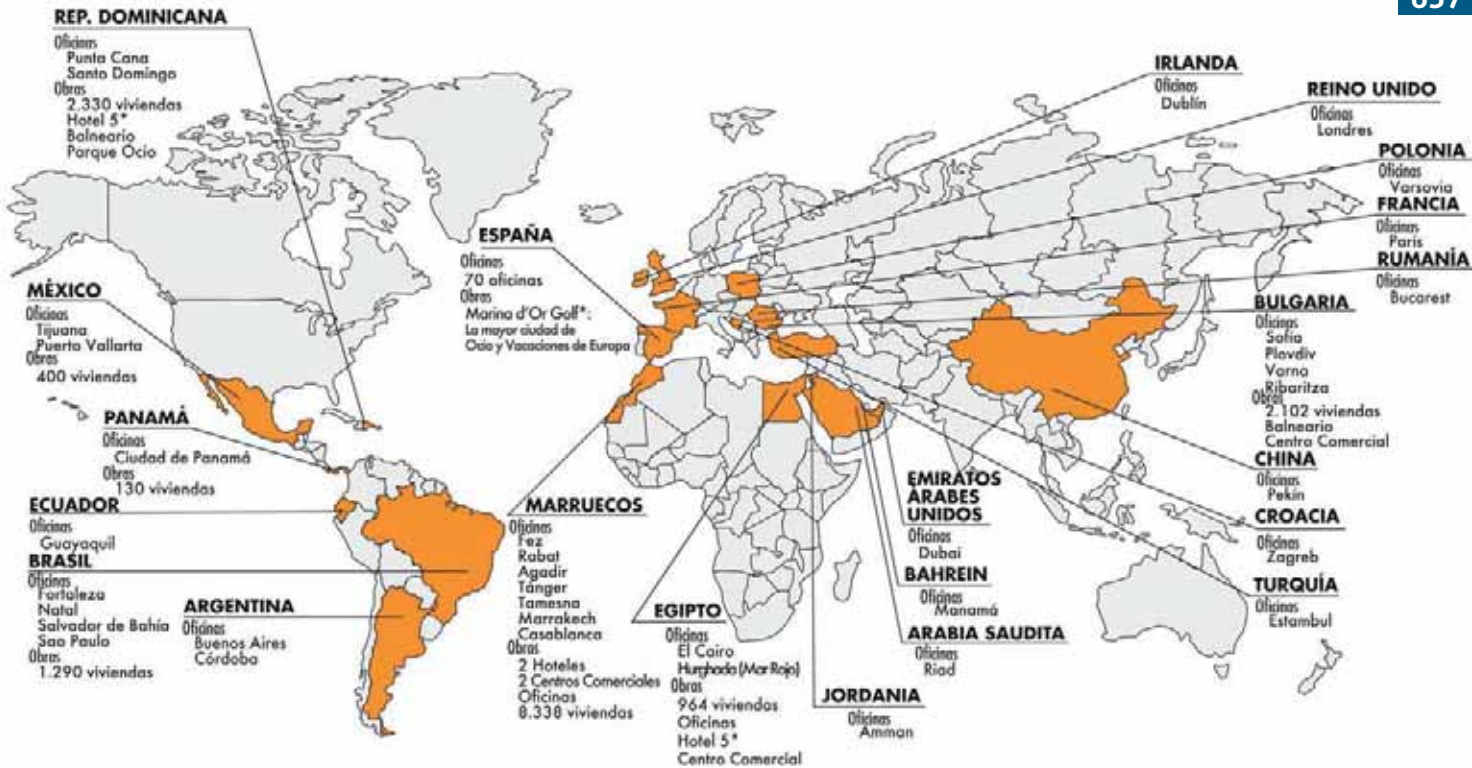 657
REP. DOMINICANA
Oficinas
Punta Cana
Santo Domingo
Obras
2.330 viviendas
Hotel 5*
Balneario
Parque Ocio
MÉXICO
Oficinas
Tijuana
Puerto Vallarta
Obras
400 viviendas
PANAMÁ
Oficinas
Ciudad de Panamá
Obras
130 viviendas
ECUADOR
Oficinas
Guayaquil
BRASIL
Oficinas
Fortaleza
Natal
Salvador de Bahía
Sao Paulo
Obras
1.290 viviendas
ARGENTINA
Oficinas
Buenos Aires
Córdoba
ESPAÑA
Oficinas
70 oficinas
Obras
Marina d'Or Golf*:
La mayor ciudad de
Ocio y Vacaciones de Europa
MARRUECOS
Oficinas
Fez
Rabat
Agadir
Tánger
Tamesna
Marrakech
Casablanca
Obras
2 Hoteles
2 Centros Comerciales
Oficinas
8.338 viviendas
EGIPTO
Oficinas
El Cairo
Hurghada (Mar Rojo)
Obras
964 viviendas
Oficinas
Hotel 5*
Centro Comercial
JORDANIA
Oficinas
Amman
EMIRATOS
ÁRABES
UNIDOS
Oficinas
Dubai
BAHREIN
Oficinas
Manamá
ARABIA SAUDITA
Oficinas
Riad
IRLANDA
Oficinas
Dublín
REINO UNIDO
Oficinas
Londres
POLONIA
Oficinas
Varsovia
FRANCIA
Oficinas
París
RUMANÍA
Oficinas
Bucarest
BULGARIA
Oficinas
Sofia
Plovdiv
Varna
Ribaritza
Obras
2.102 viviendas
Balneario
Centro Comercial
CHINA
Oficinas
Pekín
CROACIA
Oficinas
Zagreb
TURQUÍA
Oficinas
Estambul